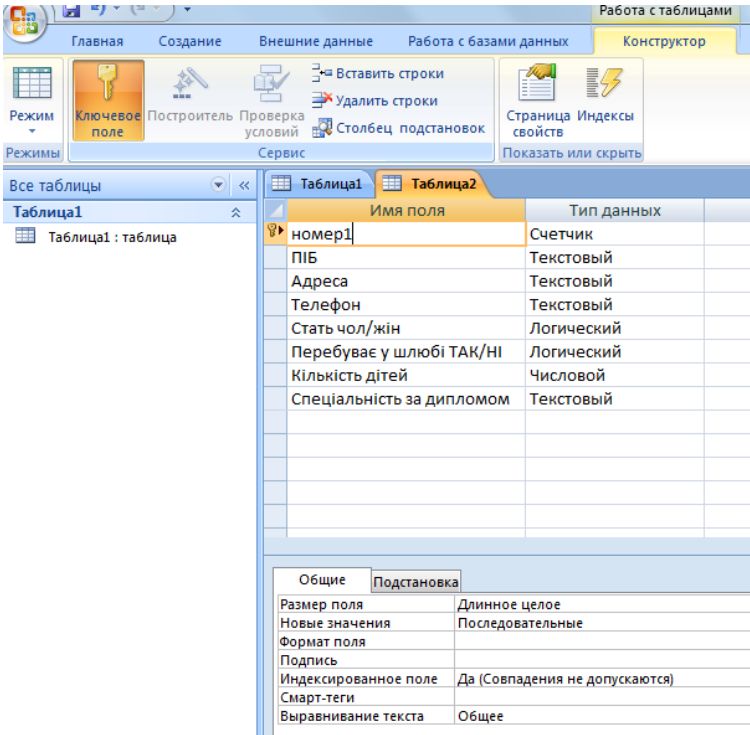 Работа с таблицами
Главная Создание Внешние данные Работа с базами данных Конструктор
Режим
Ключевое поле
Построитель
Проверка условий
Вставить строки
Удалить строки
Столбец подстановок
Страница свойств
Индексы
Режимы Сервис Показать или скрыть
Все таблицы «
Таблица1
Таблица1 : таблица
Таблица1 Таблица2
Имя поля Тип данных
номер1 Счетчик
ПІБ Текстовый
Адреса Текстовый
Телефон Текстовый
Стать чол/жін Логический
Перебуває у шлюбі ТАК/НІ Логический
Кількість дітей Числовой
Спеціальність за дипломом Текстовый
Общие Подстановка
Размер поля Длинное целое
Новые значения Последовательные
Формат поля
Подпись
Индексированное поле Да (Совпадения не допускаются)
Смарт-теги
Выравнивание текста Общее